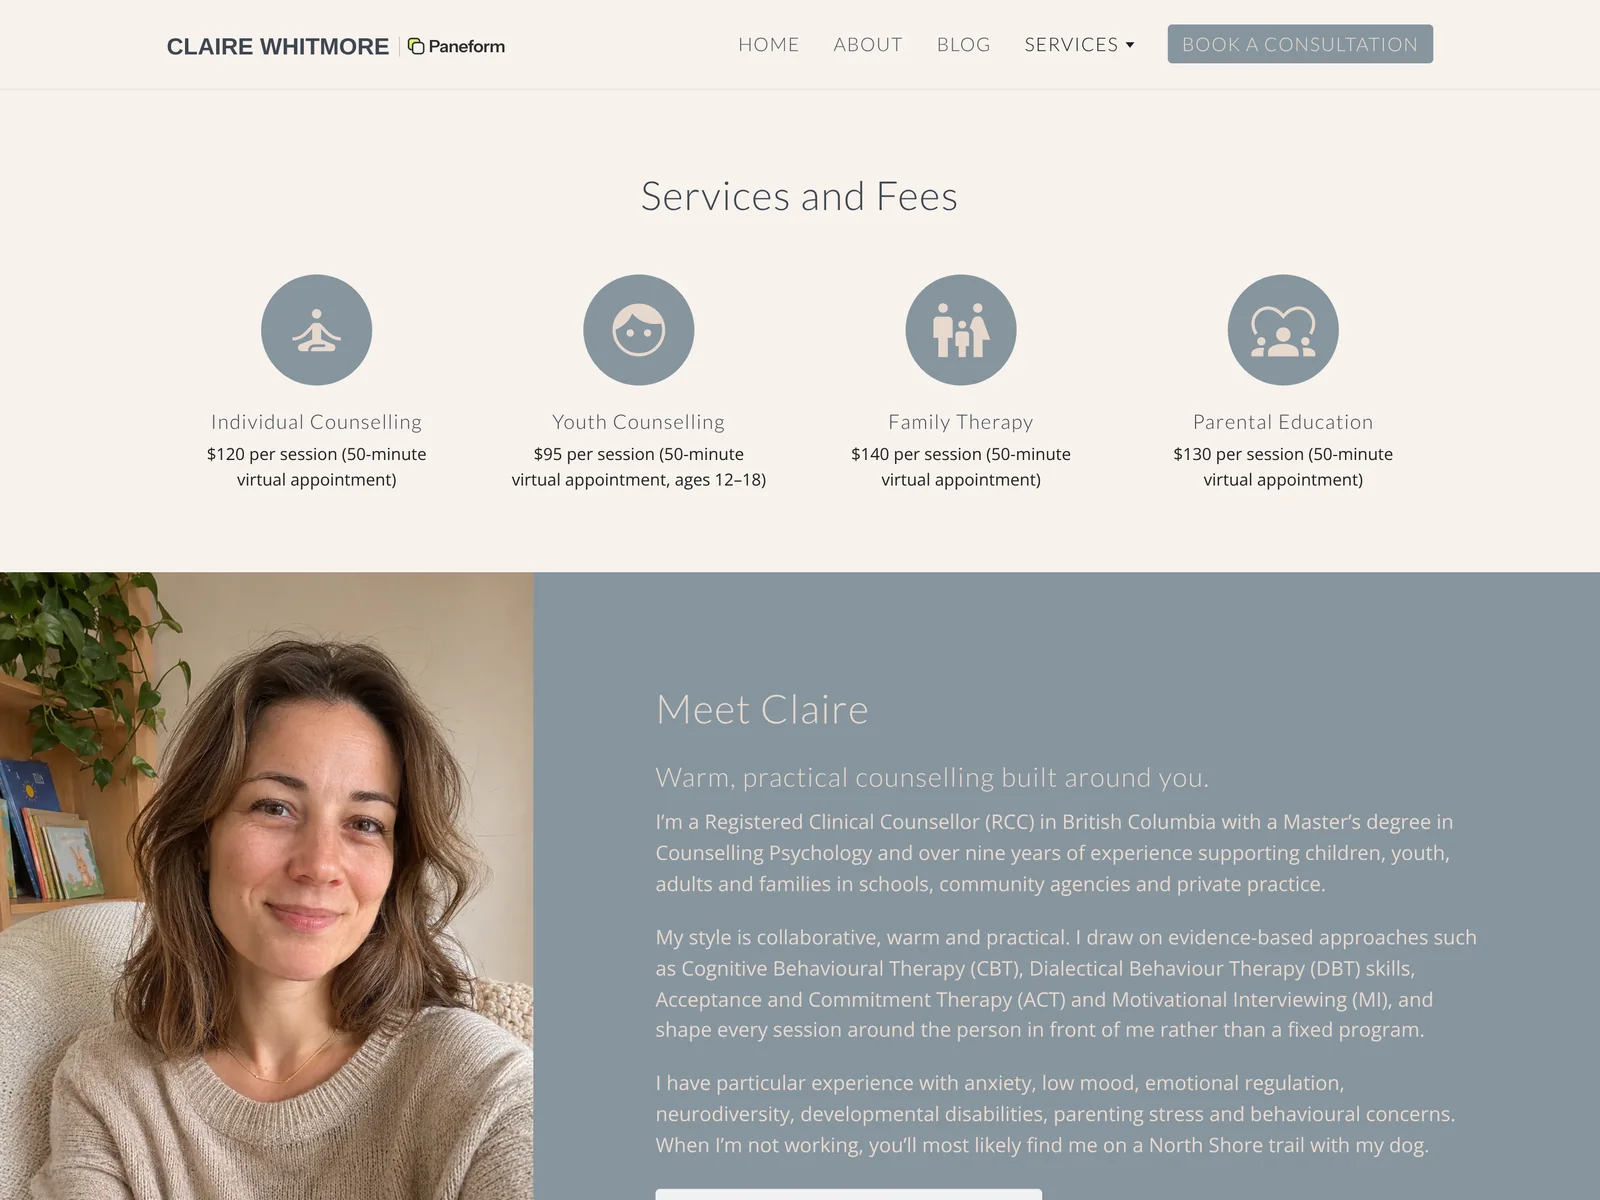 CLAIRE WHITMORE
Paneform
HOME
ABOUT
BLOG
SERVICES
BOOK A CONSULTATION
Services and Fees
Individual Counselling
$120 per session (50-minute
virtual appointment)
Youth Counselling
$95 per session (50-minute
virtual appointment, ages 12–18)
Family Therapy
$140 per session (50-minute
virtual appointment)
Parental Education
$130 per session (50-minute
virtual appointment)
Meet Claire
Warm, practical counselling built around you.
I’m a Registered Clinical Counsellor (RCC) in British Columbia with a Master’s degree in
Counselling Psychology and over nine years of experience supporting children, youth,
adults and families in schools, community agencies and private practice.
My style is collaborative, warm and practical. I draw on evidence-based approaches such
as Cognitive Behavioural Therapy (CBT), Dialectical Behaviour Therapy (DBT) skills,
Acceptance and Commitment Therapy (ACT) and Motivational Interviewing (MI), and
shape every session around the person in front of me rather than a fixed program.
I have particular experience with anxiety, low mood, emotional regulation,
neurodiversity, developmental disabilities, parenting stress and behavioural concerns.
When I’m not working, you’ll most likely find me on a North Shore trail with my dog.